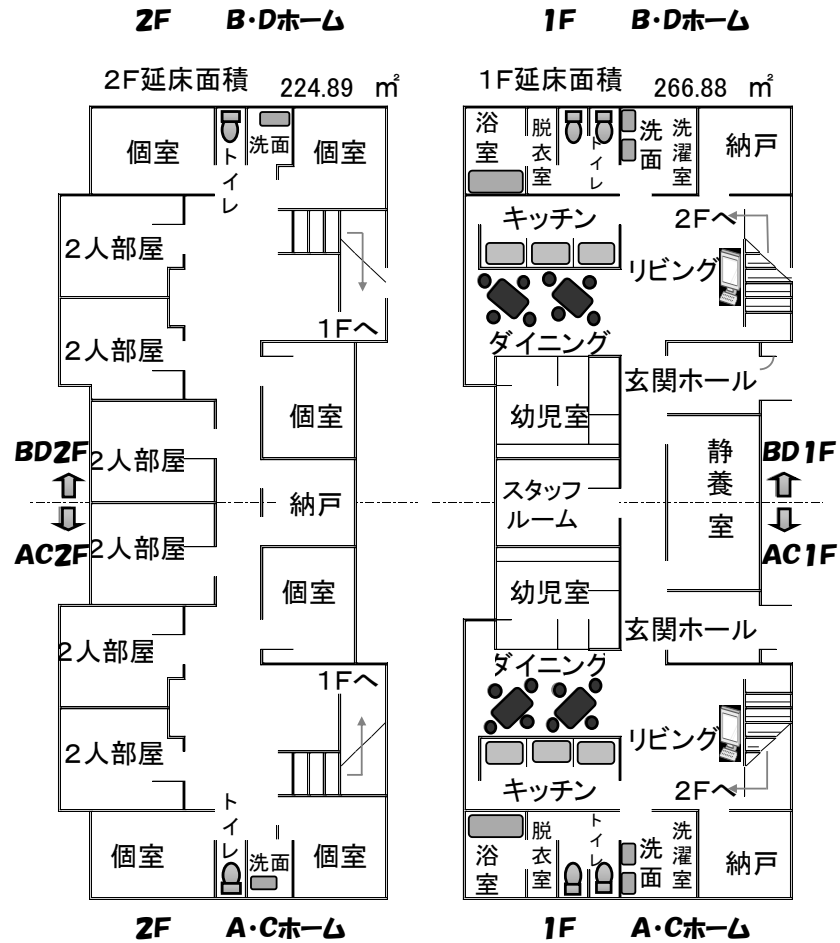 2F B・Dホーム
1F B・Dホーム
2F延床面積 224.89 ㎡
1F延床面積 266.88 ㎡
個室
トイレ
洗面
個室
2人部屋
2人部屋
1Fへ
個室
2人部屋
BD2F
納戸
AC2F
2人部屋
個室
2人部屋
1Fへ
2人部屋
個室
トイレ
洗面
個室
浴室
脱衣室
トイレ
洗面
洗濯室
納戸
キッチン
2Fへ
リビング
ダイニング
玄関ホール
幼児室
静養室
BD1F
スタッフ
ルーム
AC1F
幼児室
玄関ホール
ダイニング
リビング
キッチン
2Fへ
浴室
脱衣室
トイレ
洗面
洗濯室
納戸
2F A・Cホーム
1F A・Cホーム